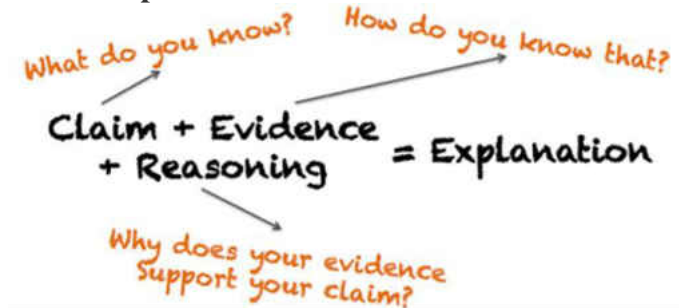 What do you know?
How do you know that?
Claim + Evidence
+ Reasoning
= Explanation
Why does your evidence
Support your claim?